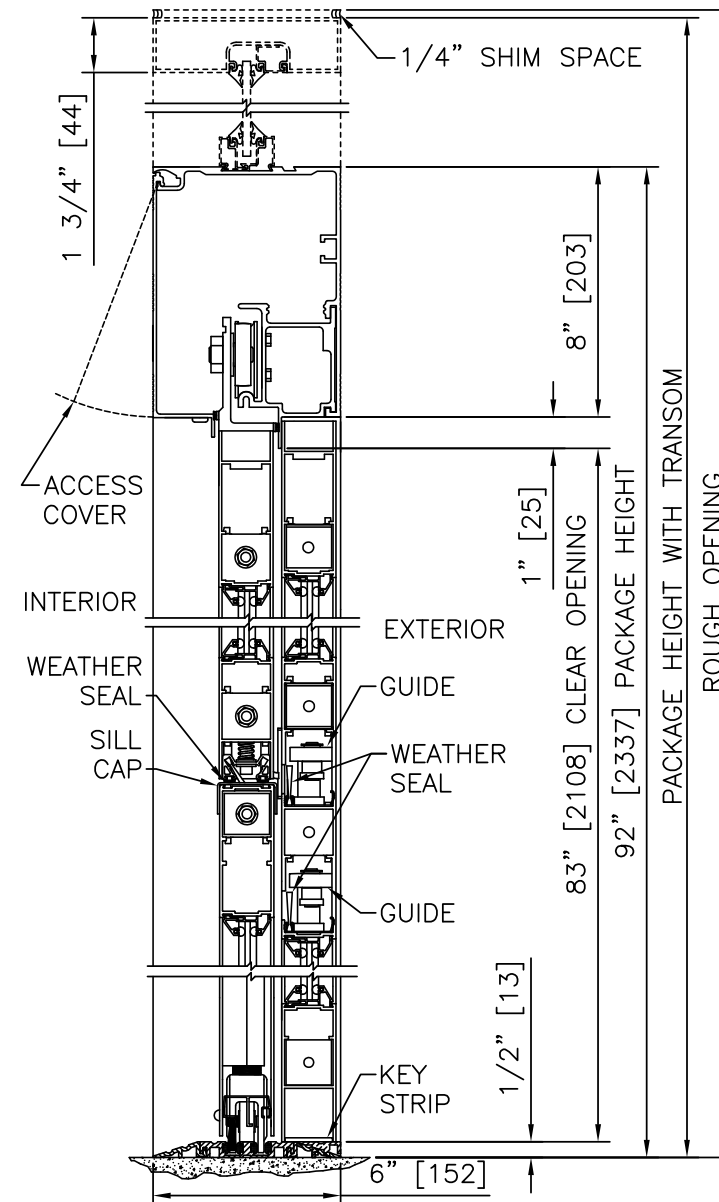 1/4" SHIM SPACE
1 3/4" [44]
8" [203]
ACCESS
COVER
1" [25]
INTERIOR
EXTERIOR
WEATHER
SEAL
GUIDE
SILL
CAP
WEATHER
SEAL
GUIDE
83" [2108] CLEAR OPENING
92" [2337] PACKAGE HEIGHT
PACKAGE HEIGHT WITH TRANSOM
ROUGH OPENING
1/2" [13]
KEY
STRIP
6" [152]